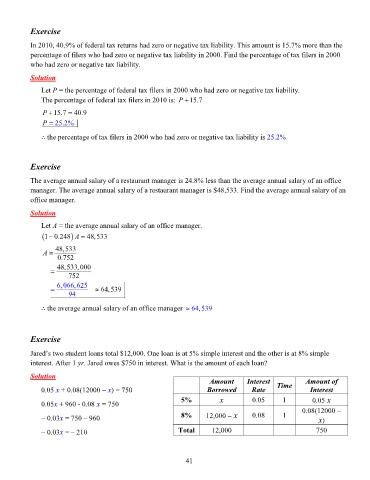 Exercise
In 2010, 40.9% of federal tax returns had zero or negative tax liability. This amount is 15.7% more than the
percentage of filers who had zero or negative tax liability in 2000. Find the percentage of tax filers in 2000
who had zero or negative tax liability.
Solution
Let P = the percentage of federal tax filers in 2000 who had zero or negative tax liability.
The percentage of federal tax filers in 2010 is: P + 15.7
P + 15.7 = 40.9
P = 25.2%
∴ the percentage of tax filers in 2000 who had zero or negative tax liability is 25.2%
Exercise
The average annual salary of a restaurant manager is 24.8% less than the average annual salary of an office
manager. The average annual salary of a restaurant manager is $48,533. Find the average annual salary of an
office manager.
Solution
Let A = the average annual salary of an office manager.
(1 − 0.248) A = 48,533
A = 48,533 / 0.752
= 48,533,000 / 752
= 6,066,625 / 94 ≈ 64,539
∴ the average annual salary of an office manager ≈ 64,539
Exercise
Jared's two student loans total $12,000. One loan is at 5% simple interest and the other is at 8% simple
interest. After 1 yr. Jared owes $750 in interest. What is the amount of each loan?
Solution
0.05 x + 0.08(12000 – x) = 750
0.05x + 960 - 0.08 x = 750
– 0.03x = 750 – 960
– 0.03x = – 210
Amount Borrowed Interest Rate Time Amount of Interest
5% x 0.05 1 0.05 x
8% 12,000 – x 0.08 1 0.08(12000 – x)
Total 12,000 750
41